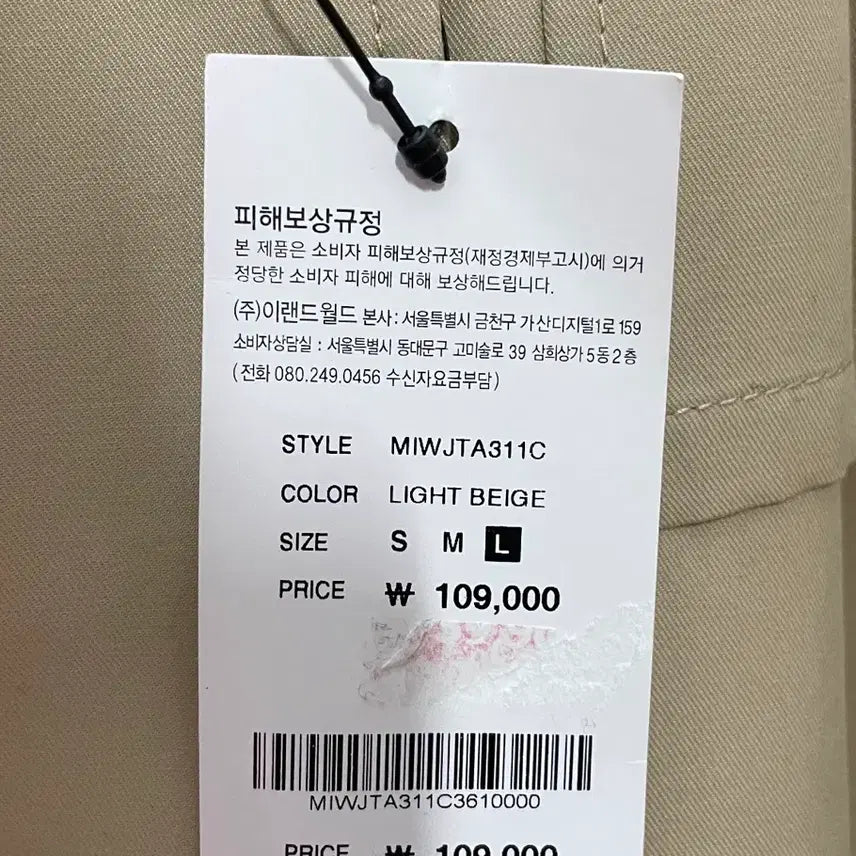 피해보상규정
본 제품은 소비자 피해보상규정(재정경제부고시)에 의거
정당한 소비자 피해에 대해 보상해드립니다.
(주)이랜드월드 본사: 서울특별시 금천구 가산디지털1로 159
소비자상담실 : 서울특별시 동대문구 고미술로 39 삼희상가 5동 2층
(전화 080.249.0456 수신자요금부담)
STYLE MIWJTA311C
COLOR LIGHT BEIGE
SIZE S M L
PRICE ₩ 109,000
MIWJTA311C3610000
PRICE ₩ 109,000